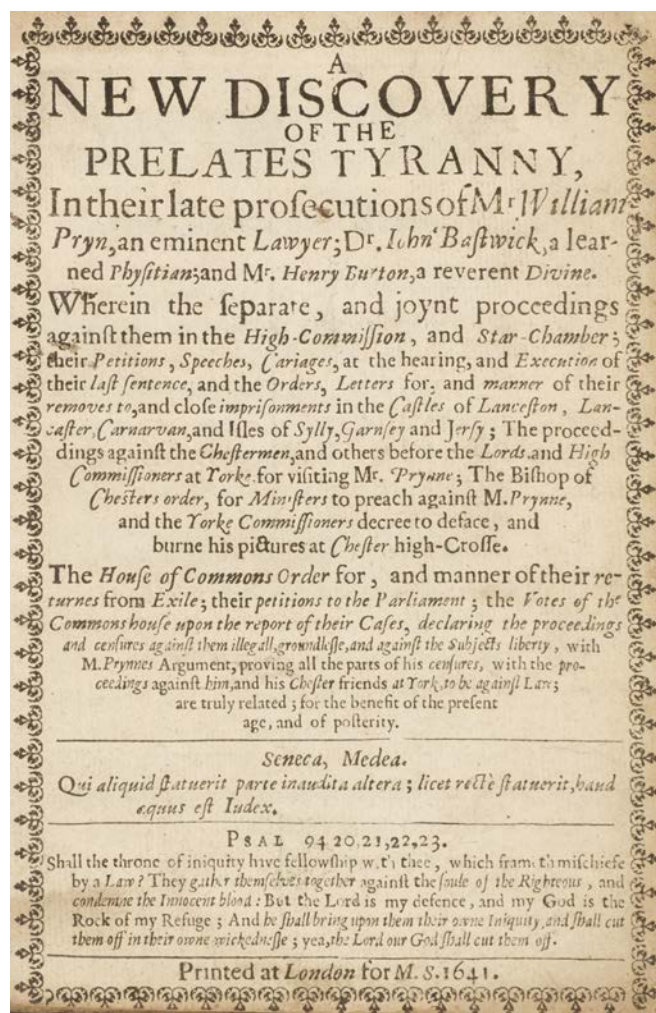 A
NEW DISCOVERY
OF THE
PRELATES TYRANNY,
In their late proſecutions of Mr. William
Pryn, an eminent Lawyer; Dr. Iohn Baſtwick, a lear-
ned Phyſitian; and Mr. Henry Burton, a reverent Divine.
Wherein the ſeparate, and joynt proceedings
againſt them in the High-Commiſſion, and Star-Chamber;
their Petitions, Speeches, Cariages, at the hearing, and Execution of
their laſt ſentence, and the Orders, Letters for, and manner of their
removes to, and cloſe impriſonments in the Caſtles of Lanceſton, Lan-
caſter, Carnarvan, and Iſles of Sylly, Garnſey and Jerſy; The proceed-
dings againſt the Cheſtermen, and others before the Lords. and High
Commiſſioners at Yorke. for viſiting Mr. Prynne; The Biſhop of
Cheſters order, for Miniſters to preach againſt M. Prynne,
and the Yorke Commiſſioners decree to deface, and
burne his pictures at Cheſter high-Croſſe.
The Houſe of Commons Order for, and manner of their re-
turnes from Exile; their petitions to the Parliament; the Votes of the
Commons houſe upon the report of their Caſes, declaring the proceedings
and cenſures againſt them illegall, groundleſſe, and againſt the Subjects liberty, with
M. Prynnes Argument, proving all the parts of his cenſures, with the pro-
ceedings againſt him, and his Cheſter friends at York, to be againſt Law;
are truly related; for the benefit of the preſent
age, and of poſterity.
Seneca, Medea.
Qui aliquid ſtatuerit parte inaudita altera; licet rectè ſtatuerit, haud
æquus eſt Iudex.
PSAL 94 20,21,22,23.
Shall the throne of iniquity have fellowſhip with thee, which frameth miſchiefe
by a Law? They gather themſelves together againſt the ſoule of the Righteous, and
condemne the Innocent blood: But the Lord is my defence, and my God is the
Rock of my Refuge; And he ſhall bring upon them their owne Iniquity, and ſhall cut
them off in their owne wickedneſſe; yea, the Lord our God ſhall cut them off.
Printed at London for M. S. 1641.